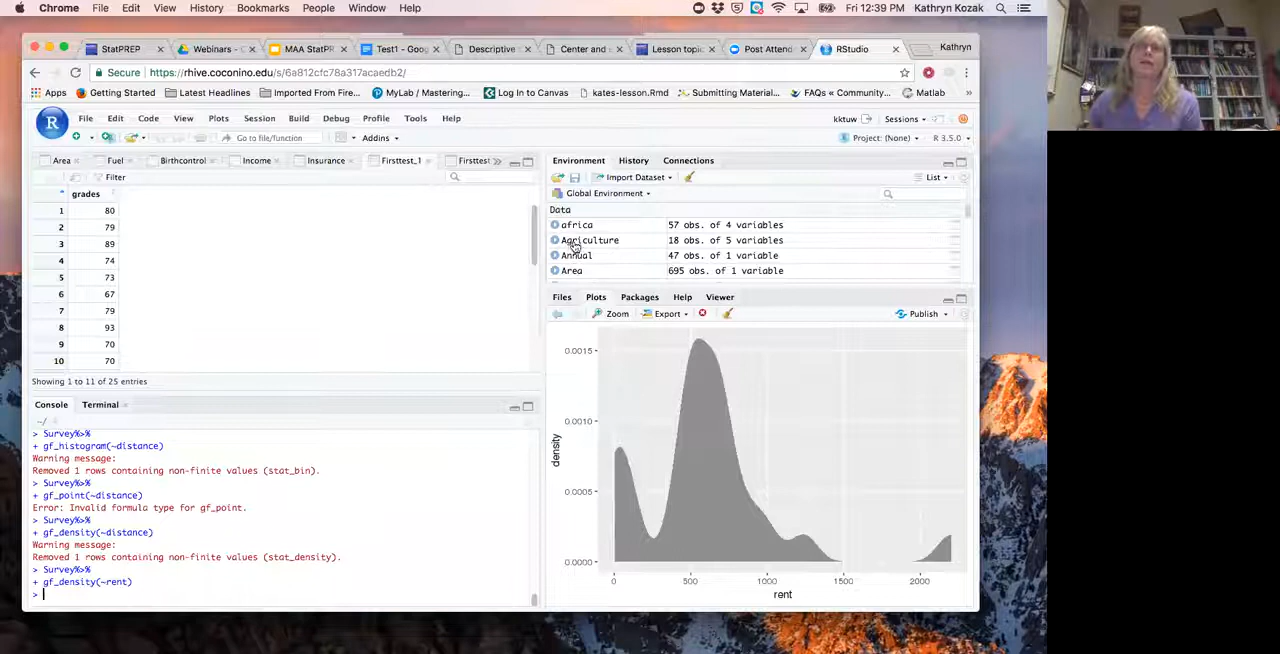 Chrome File Edit View History Bookmarks People Window Help Fri 12:39 PM Kathryn Kozak
StatPREP Webinars - MAA StatPR Test1 - Goo Descriptive Center and Lesson topic Post Attend RStudio Kathryn
Secure https://rhive.coconino.edu/s/6a812cfc78a317acaedb2/
Apps Getting Started Latest Headlines Imported From Fire... MyLab / Mastering... Log In to Canvas kates-lesson.Rmd Submitting Material... FAQs «Community... Matlab »
R File Edit Code View Plots Session Build Debug Profile Tools Help kktuw Sessions
Go to file/function Addins Project: (None) R 3.5.0
Area Fuel Birthcontrol Income Insurance Firsttest_1 Firsttest »
Filter
grades
1 80
2 79
3 89
4 74
5 73
6 67
7 79
8 93
9 70
10 70
Showing 1 to 11 of 25 entries
Console Terminal
~/
> Survey%>%
+ gf_histogram(~distance)
Warning message:
Removed 1 rows containing non-finite values (stat_bin).
> Survey%>%
+ gf_point(~distance)
Error: Invalid formula type for gf_point.
> Survey%>%
+ gf_density(~distance)
Warning message:
Removed 1 rows containing non-finite values (stat_density).
> Survey%>%
+ gf_density(~rent)
>
Environment History Connections
Import Dataset List
Global Environment
Data
africa 57 obs. of 4 variables
Agriculture 18 obs. of 5 variables
Annual 47 obs. of 1 variable
Area 695 obs. of 1 variable
Files Plots Packages Help Viewer
Zoom Export Publish
0.0015
0.0010
0.0005
0.0000
density
0 500 1000 1500 2000
rent